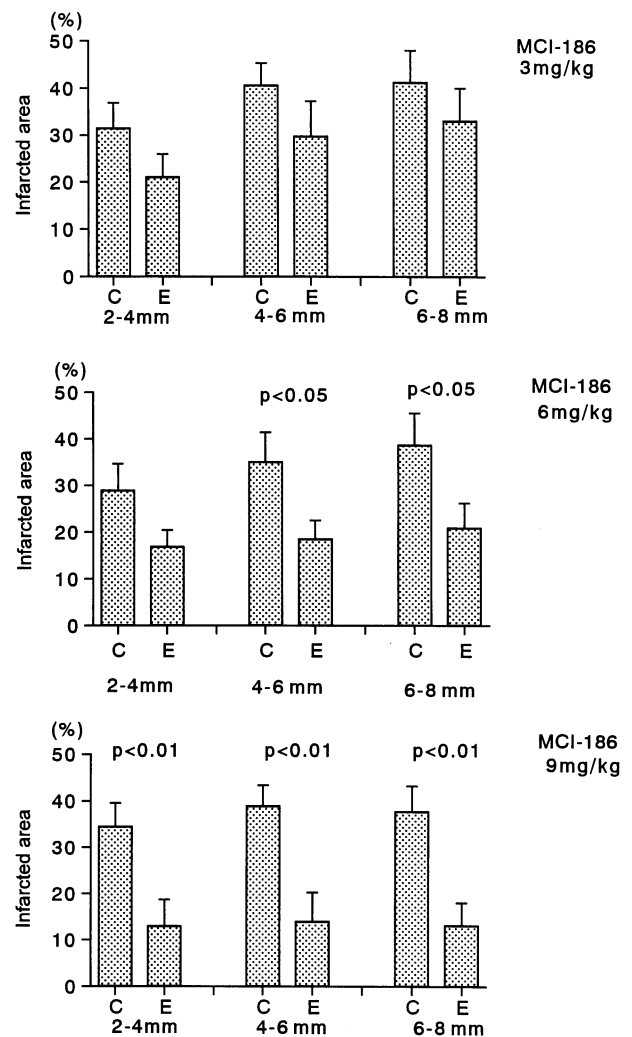 (%)
50
40
30
20
10
0
Infarcted area
C E C E C E
2-4mm 4-6 mm 6-8 mm
MCI-186
3mg/kg
(%)
50
40
30
20
10
0
Infarcted area
p<0.05 p<0.05
C E C E C E
2-4mm 4-6 mm 6-8 mm
MCI-186
6mg/kg
(%)
50
40
30
20
10
0
Infarcted area
p<0.01 p<0.01 p<0.01
C E C E C E
2-4mm 4-6 mm 6-8 mm
MCI-186
9mg/kg